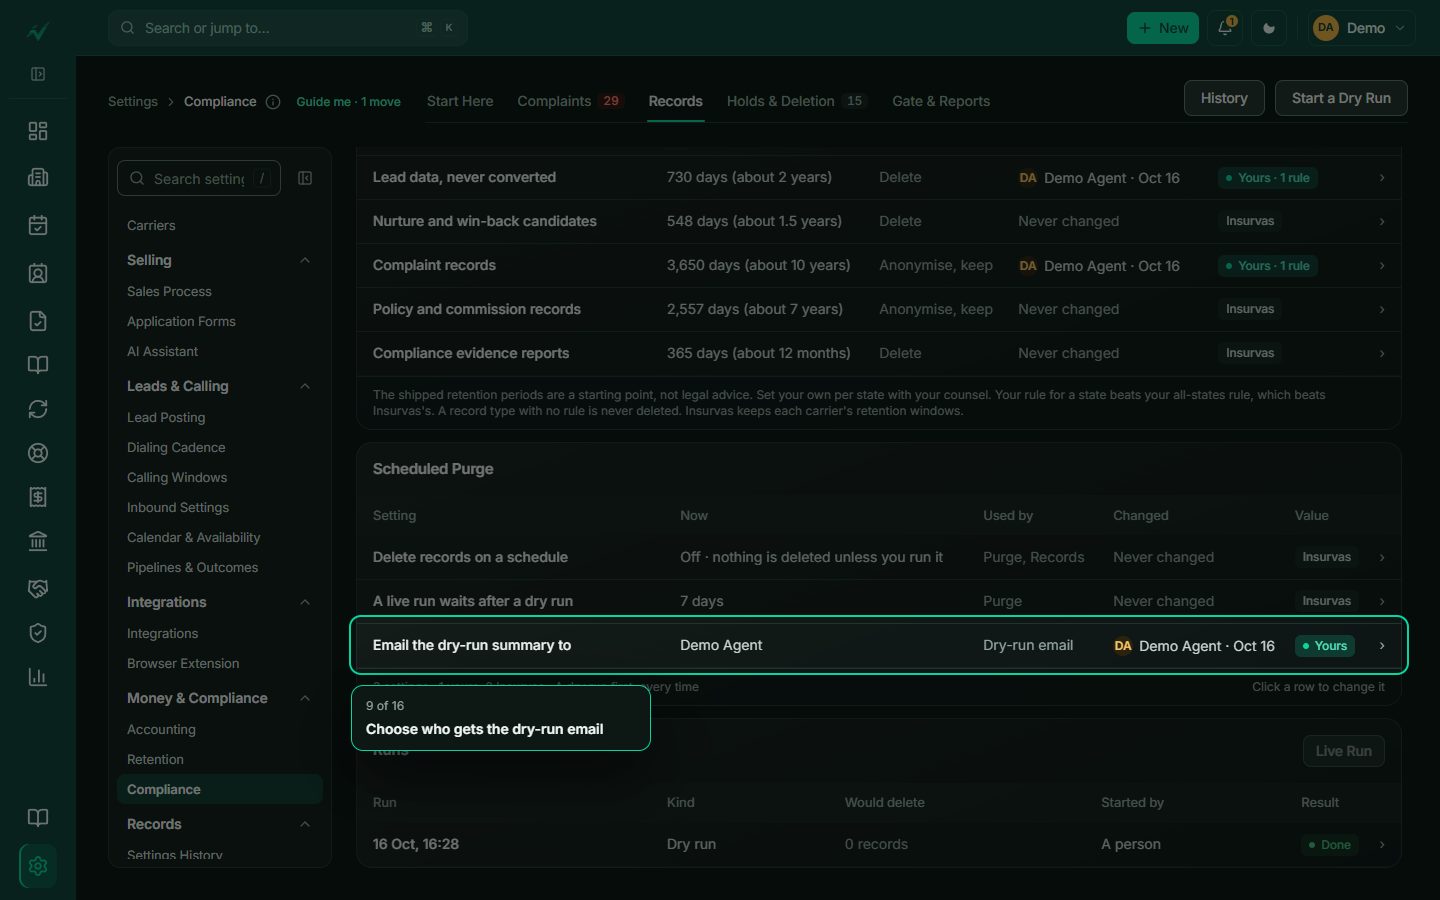 Search or jump to...
⌘ K
New
1
DA Demo
Settings > Compliance
Guide me · 1 move
Start Here
Complaints 29
Records
Holds & Deletion 15
Gate & Reports
History
Start a Dry Run
Search setting /
Carriers
Selling
Sales Process
Application Forms
AI Assistant
Leads & Calling
Lead Posting
Dialing Cadence
Calling Windows
Inbound Settings
Calendar & Availability
Pipelines & Outcomes
Integrations
Integrations
Browser Extension
Money & Compliance
Accounting
Retention
Compliance
Records
Settings History
Lead data, never converted 730 days (about 2 years) Delete DA Demo Agent · Oct 16 Yours · 1 rule
Nurture and win-back candidates 548 days (about 1.5 years) Delete Never changed Insurvas
Complaint records 3,650 days (about 10 years) Anonymise, keep DA Demo Agent · Oct 16 Yours · 1 rule
Policy and commission records 2,557 days (about 7 years) Anonymise, keep Never changed Insurvas
Compliance evidence reports 365 days (about 12 months) Delete Never changed Insurvas
The shipped retention periods are a starting point, not legal advice. Set your own per state with your counsel. Your rule for a state beats your all-states rule, which beats
Insurvas's. A record type with no rule is never deleted. Insurvas keeps each carrier's retention windows.
Scheduled Purge
Setting Now Used by Changed Value
Delete records on a schedule Off · nothing is deleted unless you run it Purge, Records Never changed Insurvas
A live run waits after a dry run 7 days Purge Never changed Insurvas
Email the dry-run summary to Demo Agent Dry-run email DA Demo Agent · Oct 16 Yours
every time
Click a row to change it
9 of 16
Choose who gets the dry-run email
Runs
Live Run
Run Kind Would delete Started by Result
16 Oct, 16:28 Dry run 0 records A person Done